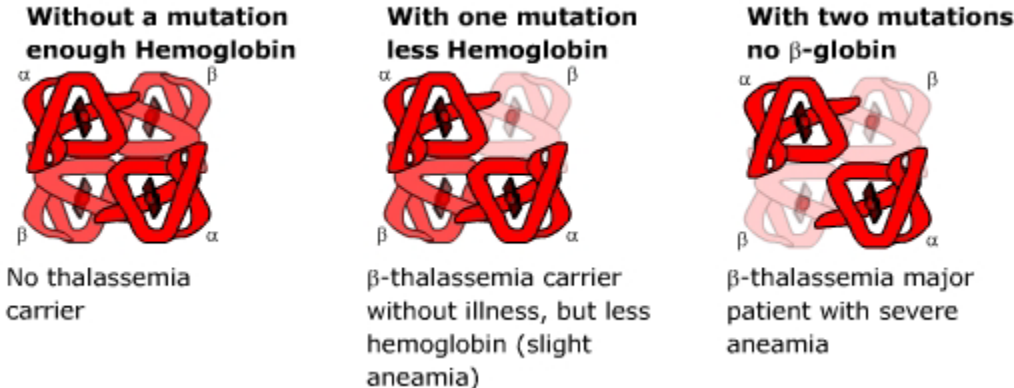 Without a mutation
enough Hemoglobin
α
β
β
α
No thalassemia
carrier
With one mutation
less Hemoglobin
α
β
β
α
β-thalassemia carrier
without illness, but less
hemoglobin (slight
aneamia)
With two mutations
no β-globin
α
β
β
α
β-thalassemia major
patient with severe
aneamia